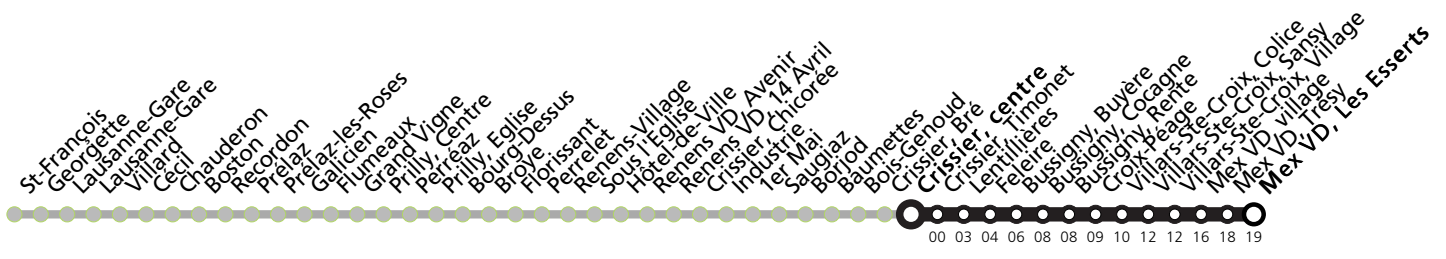 St-François
Georgette
Lausanne-Gare
Lausanne-Gare
Villard
Cécil
Chauderon
Boston
Recordon
Prélaz
Prélaz-les-Roses
Galicien
Flumeaux
Grand Vigne
Prilly, Centre
Perréaz
Prilly, Eglise
Bourg-Dessus
Broye
Florissant
Perrelet
Renens-Village
Sous l'Eglise
Hôtel-de-Ville
Renens VD, Avenir
Renens VD, 14 Avril
Crissier, Chicorée
Industrie
1er Mai
Sauglaz
Borjod
Baumettes
Bois-Genoud
Crissier, Bré
Crissier, centre
Crissier, Timonet
Lentillières
Feleire
Bussigny, Buyère
Bussigny, Cocagne
Bussigny, Rente
Croix-Péage
Villars-Ste-Croix, Colice
Villars-Ste-Croix, Sansy
Villars-Ste-Croix, Village
Mex VD, village
Mex VD, Trésy
Mex VD, Les Esserts
00 03 04 06 08 08 09 10 12 12 16 18 19